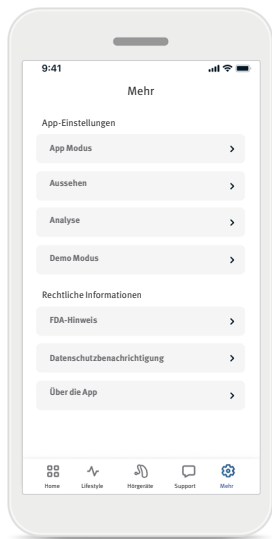 9:41
Mehr
App-Einstellungen
App Modus
Aussehen
Analyse
Demo Modus
Rechtliche Informationen
FDA-Hinweis
Datenschutzbenachrichtigung
Über die App
Home Lifestyle Hörgeräte Support Mehr